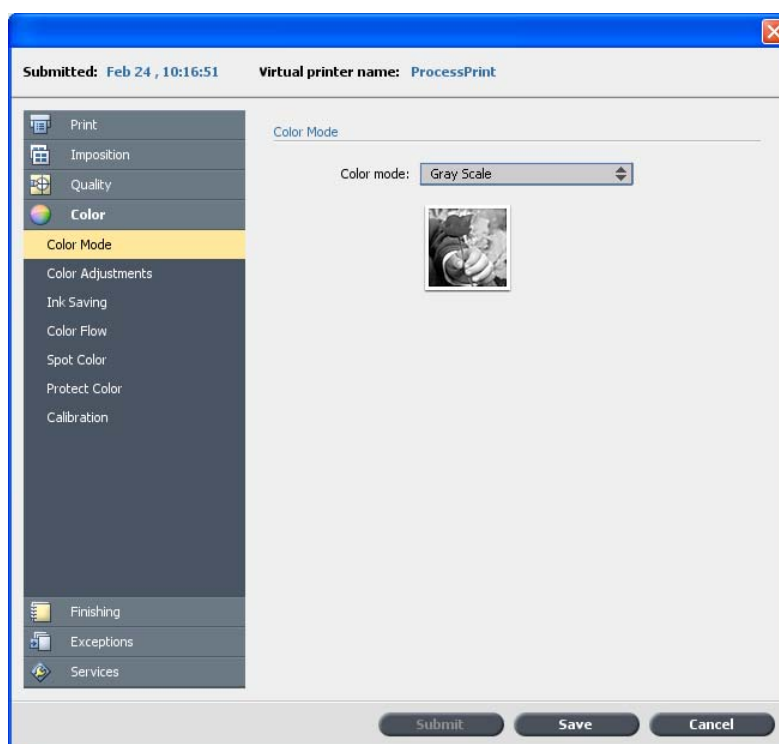 Submitted: Feb 24 , 10:16:51 Virtual printer name: ProcessPrint
Print
Imposition
Quality
Color
Color Mode
Color Adjustments
Ink Saving
Color Flow
Spot Color
Protect Color
Calibration
Finishing
Exceptions
Services
Color Mode
Color mode: Gray Scale
Submit Save Cancel